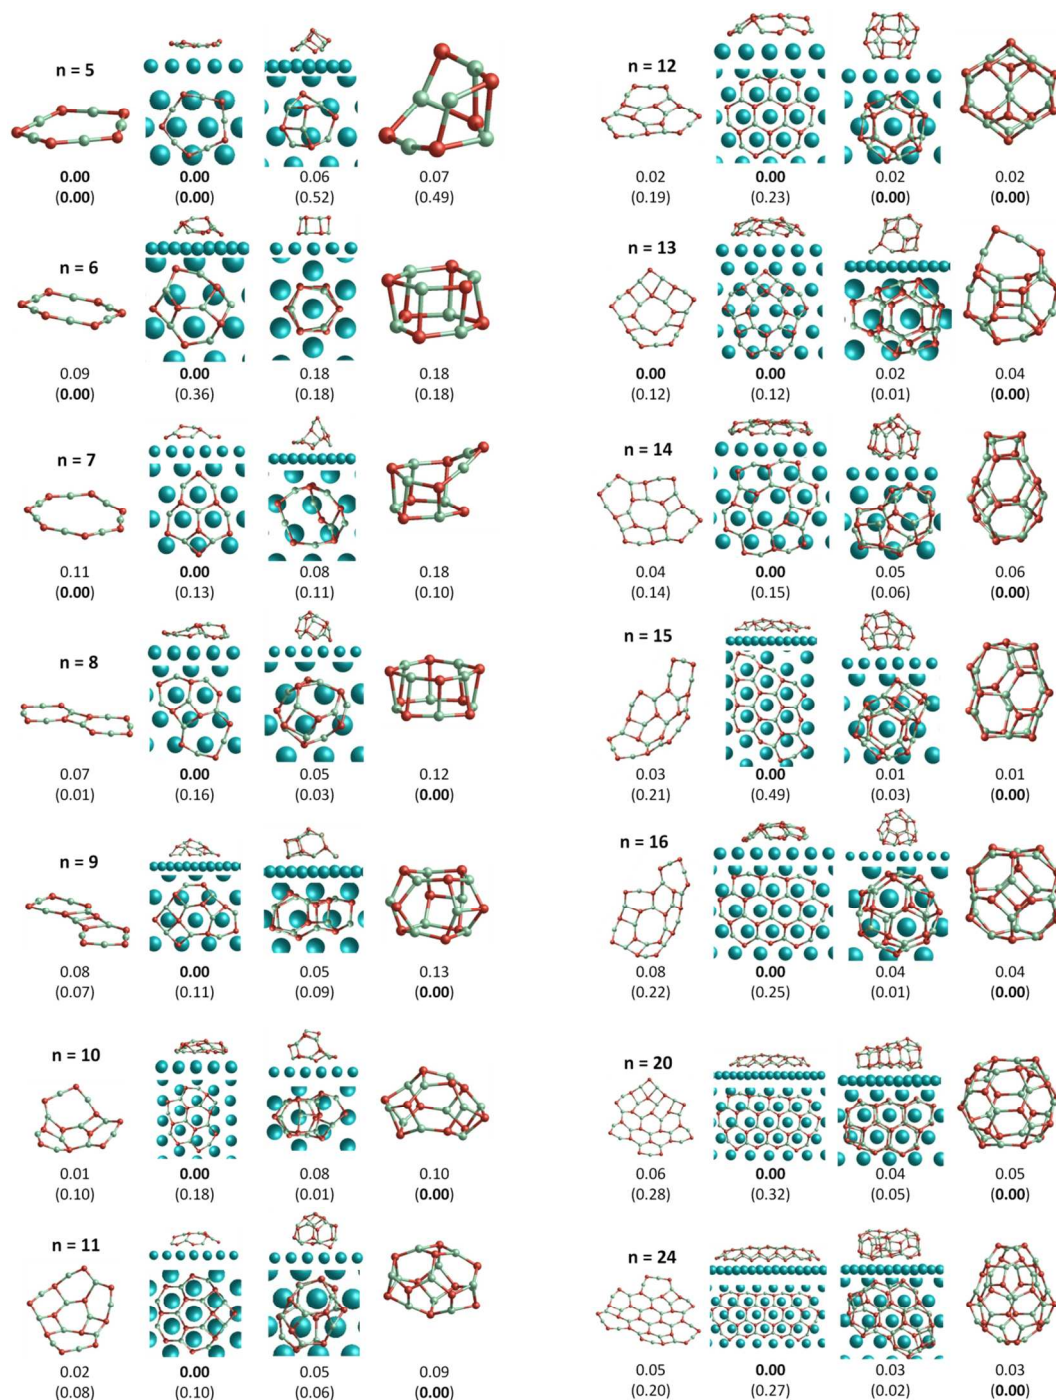 n = 5
0.00 0.00 0.06 0.07
(0.00) (0.00) (0.52) (0.49)
n = 6
0.09 0.00 0.18 0.18
(0.00) (0.36) (0.18) (0.18)
n = 7
0.11 0.00 0.08 0.18
(0.00) (0.13) (0.11) (0.10)
n = 8
0.07 0.00 0.05 0.12
(0.01) (0.16) (0.03) (0.00)
n = 9
0.08 0.00 0.05 0.13
(0.07) (0.11) (0.09) (0.00)
n = 10
0.01 0.00 0.08 0.10
(0.10) (0.18) (0.01) (0.00)
n = 11
0.02 0.00 0.05 0.09
(0.08) (0.10) (0.06) (0.00)
n = 12
0.02 0.00 0.02 0.02
(0.19) (0.23) (0.00) (0.00)
n = 13
0.00 0.00 0.02 0.04
(0.12) (0.12) (0.01) (0.00)
n = 14
0.04 0.00 0.05 0.06
(0.14) (0.15) (0.06) (0.00)
n = 15
0.03 0.00 0.01 0.01
(0.21) (0.49) (0.03) (0.00)
n = 16
0.08 0.00 0.04 0.04
(0.22) (0.25) (0.01) (0.00)
n = 20
0.06 0.00 0.04 0.05
(0.28) (0.32) (0.05) (0.00)
n = 24
0.05 0.00 0.03 0.03
(0.20) (0.27) (0.02) (0.00)